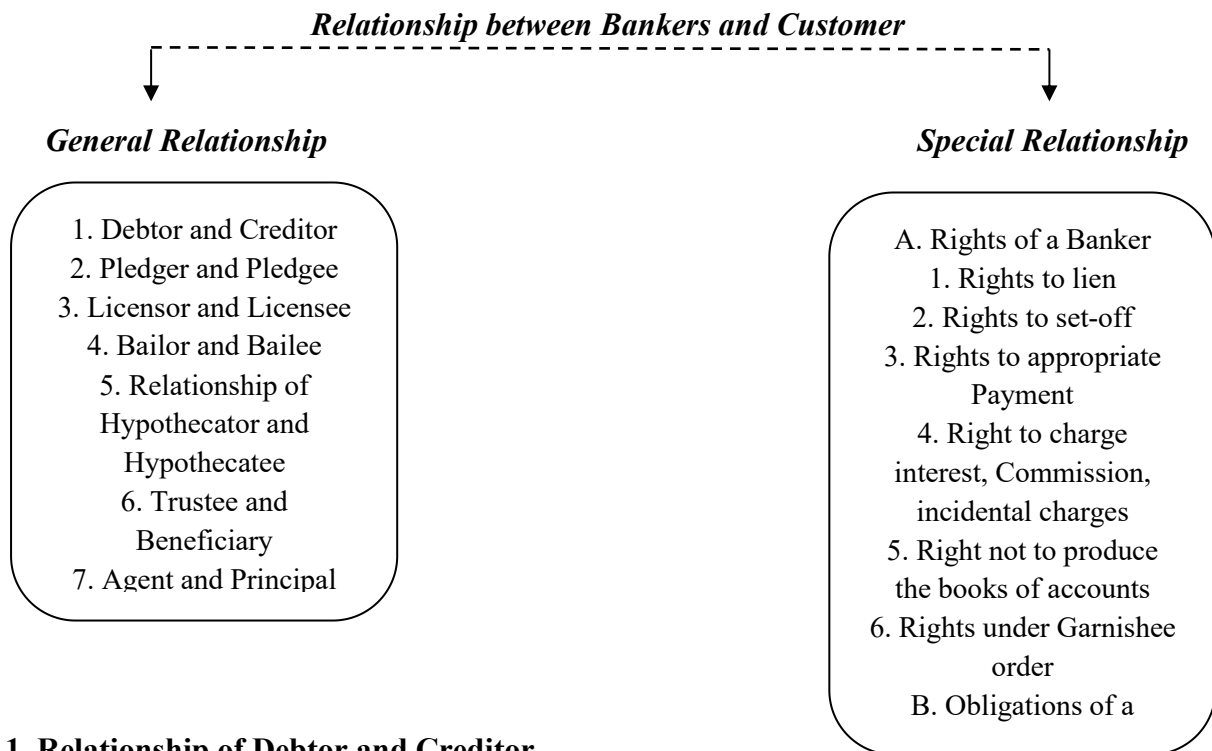 Relationship between Bankers and Customer
General Relationship
Special Relationship
1. Debtor and Creditor
2. Pledger and Pledgee
3. Licensor and Licensee
4. Bailor and Bailee
5. Relationship of
Hypothecator and
Hypothecatee
6. Trustee and
Beneficiary
7. Agent and Principal
A. Rights of a Banker
1. Rights to lien
2. Rights to set-off
3. Rights to appropriate
Payment
4. Right to charge
interest, Commission,
incidental charges
5. Right not to produce
the books of accounts
6. Rights under Garnishee
order
B. Obligations of a
1. Relationship of Debtor and Creditor